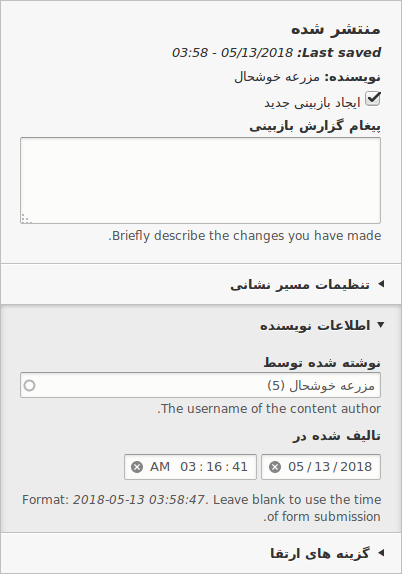 منتشر شده
Last saved: 05/13/2018 - 03:58
نویسنده: مزرعه خوشحال
ایجاد بازبینی جدید
پیغام گزارش بازبینی
Briefly describe the changes you have made.
تنظیمات مسیر نشانی
اطلاعات نویسنده
نوشته شده توسط
مزرعه خوشحال (5)
The username of the content author.
تالیف شده در
05/13/2018
03:16:41 AM
Format: 2018-05-13 03:58:47. Leave blank to use the time
of form submission.
گزینه های ارتقا